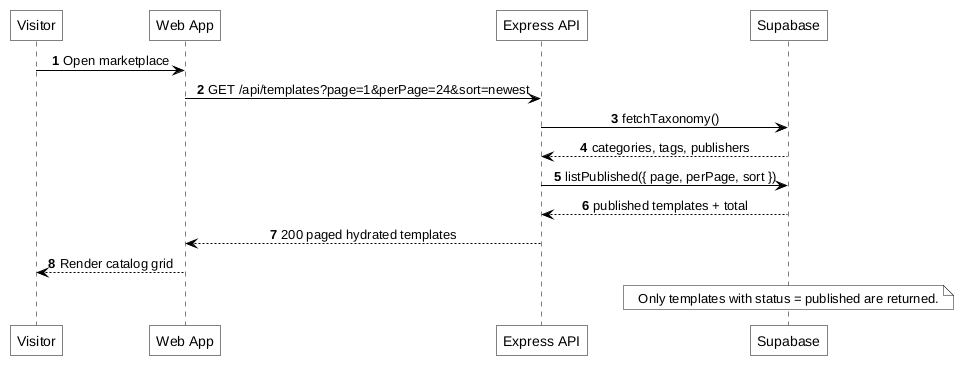 Visitor
Web App
Express API
Supabase
1 Open marketplace
2 GET /api/templates?page=1&perPage=24&sort=newest
3 fetchTaxonomy()
4 categories, tags, publishers
5 listPublished({ page, perPage, sort })
6 published templates + total
7 200 paged hydrated templates
8 Render catalog grid
Only templates with status = published are returned.
Visitor
Web App
Express API
Supabase